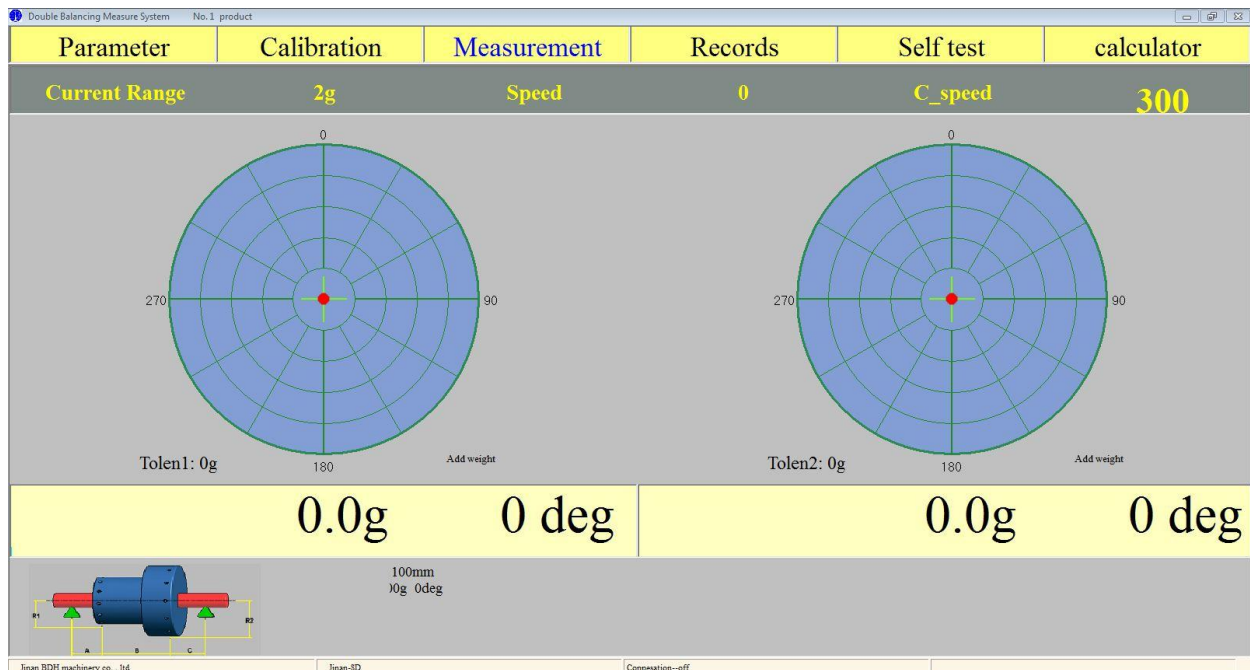 Double Balancing Measure System No. 1 product
Parameter Calibration Measurement Records Self test calculator
Current Range 2g Speed 0 C_speed 300
0 0
270 90 270 90
Tolen1: 0g 180 Add weight Tolen2: 0g 180 Add weight
0.0g 0 deg 0.0g 0 deg
100mm
)0g 0deg
R1 R2
A B C
Jinan BDH machinery co., ltd Jinan-8D Conpesation--off